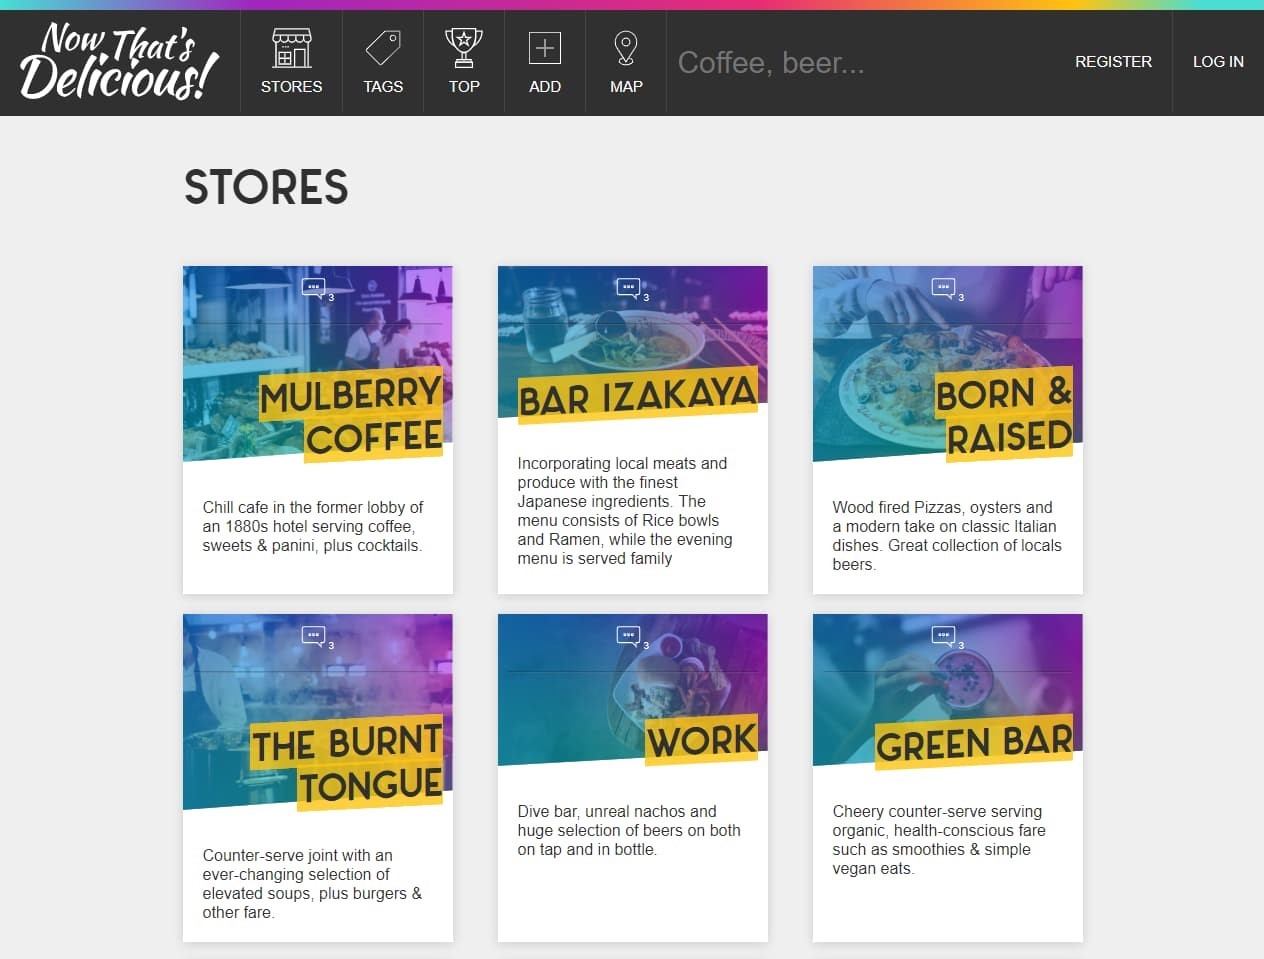 Now That's
Delicious!
STORES
TAGS
TOP
ADD
MAP
Coffee, beer...
REGISTER
LOG IN
STORES
3
MULBERRY
COFFEE
Chill cafe in the former lobby of
an 1880s hotel serving coffee,
sweets & panini, plus cocktails.
3
BAR IZAKAYA
Incorporating local meats and
produce with the finest
Japanese ingredients. The
menu consists of Rice bowls
and Ramen, while the evening
menu is served family
3
BORN &
RAISED
Wood fired Pizzas, oysters and
a modern take on classic Italian
dishes. Great collection of locals
beers.
3
THE BURNT
TONGUE
Counter-serve joint with an
ever-changing selection of
elevated soups, plus burgers &
other fare.
3
WORK
Dive bar, unreal nachos and
huge selection of beers on both
on tap and in bottle.
3
GREEN BAR
Cheery counter-serve serving
organic, health-conscious fare
such as smoothies & simple
vegan eats.